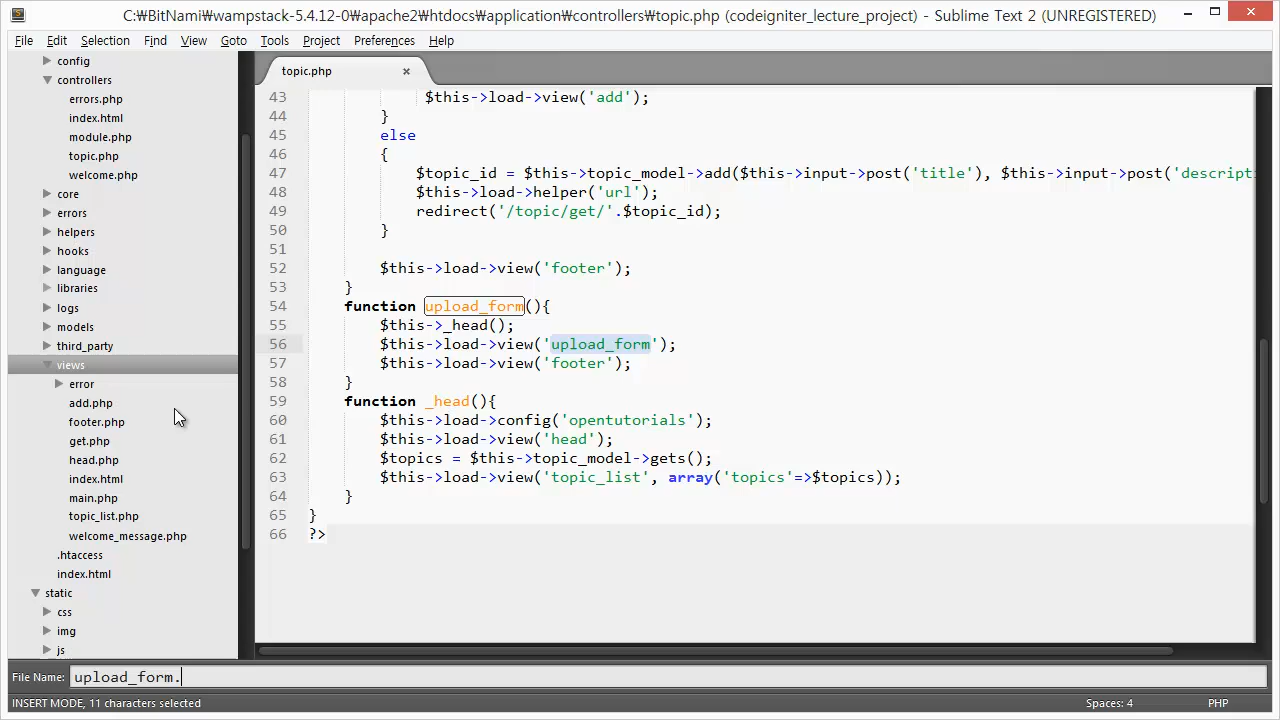 C:₩BitNami₩wampstack-5.4.12-0₩apache2₩htdocs₩application₩controllers₩topic.php (codeigniter_lecture_project) - Sublime Text 2 (UNREGISTERED)
File Edit Selection Find View Goto Tools Project Preferences Help
config
controllers
errors.php
index.html
module.php
topic.php
welcome.php
core
errors
helpers
hooks
language
libraries
logs
models
third_party
views
error
add.php
footer.php
get.php
head.php
index.html
main.php
topic_list.php
welcome_message.php
.htaccess
index.html
static
css
img
js
topic.php ×
43 $this->load->view('add');
44 }
45 else
46 {
47 $topic_id = $this->topic_model->add($this->input->post('title'), $this->input->post('descripti
48 $this->load->helper('url');
49 redirect('/topic/get/'.$topic_id);
50 }
51
52 $this->load->view('footer');
53 }
54 function upload_form(){
55 $this->_head();
56 $this->load->view('upload_form');
57 $this->load->view('footer');
58 }
59 function _head(){
60 $this->load->config('opentutorials');
61 $this->load->view('head');
62 $topics = $this->topic_model->gets();
63 $this->load->view('topic_list', array('topics'=>$topics));
64 }
65 }
66 ?>
File Name: upload_form.
INSERT MODE, 11 characters selected Spaces: 4 PHP